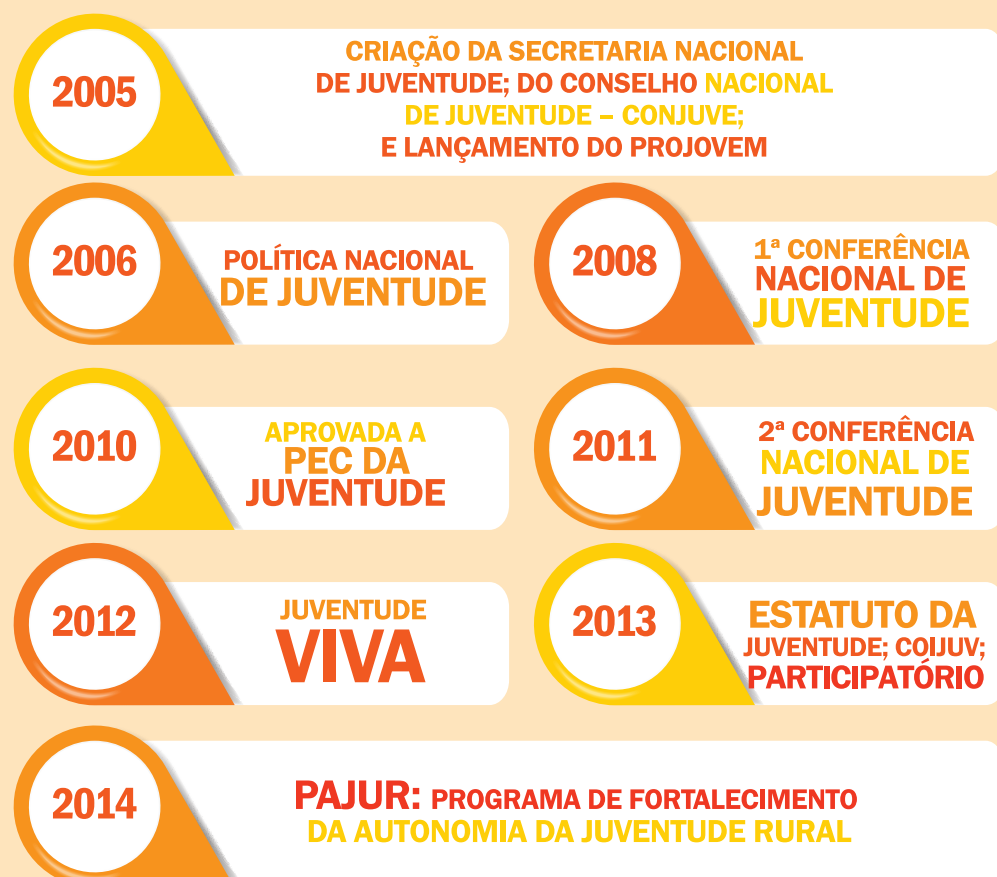 2005
CRIAÇÃO DA SECRETARIA NACIONAL
DE JUVENTUDE; DO CONSELHO NACIONAL
DE JUVENTUDE – CONJUVE;
E LANÇAMENTO DO PROJOVEM
2006
POLÍTICA NACIONAL
DE JUVENTUDE
2008
1ª CONFERÊNCIA
NACIONAL DE
JUVENTUDE
2010
APROVADA A
PEC DA
JUVENTUDE
2011
2ª CONFERÊNCIA
NACIONAL DE
JUVENTUDE
2012
JUVENTUDE
VIVA
2013
ESTATUTO DA
JUVENTUDE; COIJUV;
PARTICIPATÓRIO
2014
PAJUR: PROGRAMA DE FORTALECIMENTO
DA AUTONOMIA DA JUVENTUDE RURAL